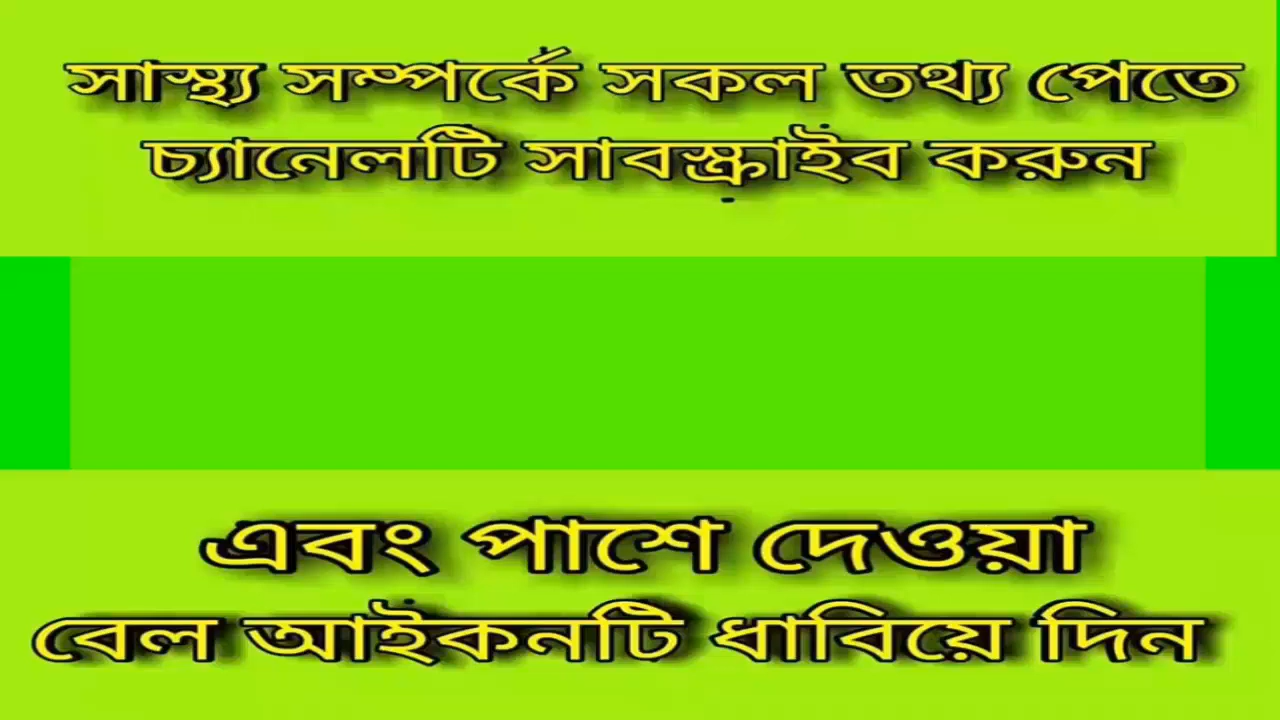 সাস্থ্য সম্পর্কে সকল তথ্য পেতে
চ্যানেলটি সাবস্ক্রাইব করুন
এবং পাশে দেওয়া
বেল আইকনটি ধাবিয়ে দিন